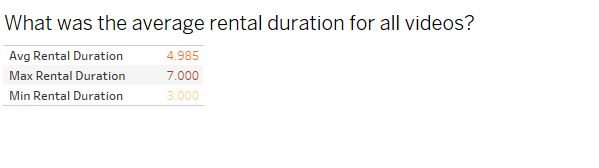 What was the average rental duration for all videos?
Avg Rental Duration 4.985
Max Rental Duration 7.000
Min Rental Duration 3.000